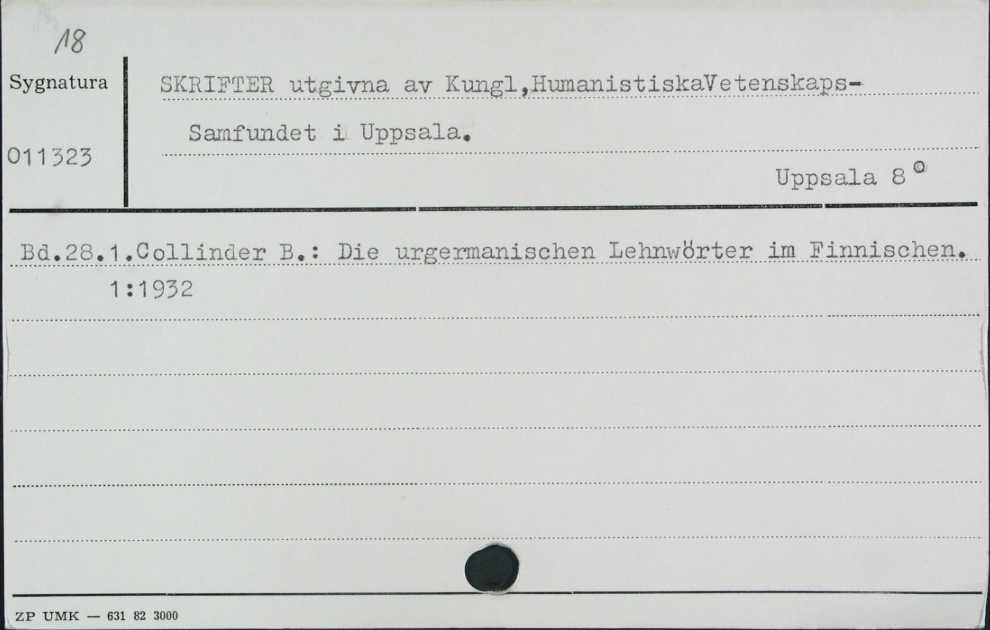 18
Sygnatura
SKRIFTER utgivna av Kungl,HumanistiskaVetenskaps-
Samfundet i Uppsala.
011323
Uppsala 8°
Bd.28.1.Collinder B.: Die urgermanischen Lehnwörter im Finnischen.
1:1932
ZP UMK — 631 82 3000